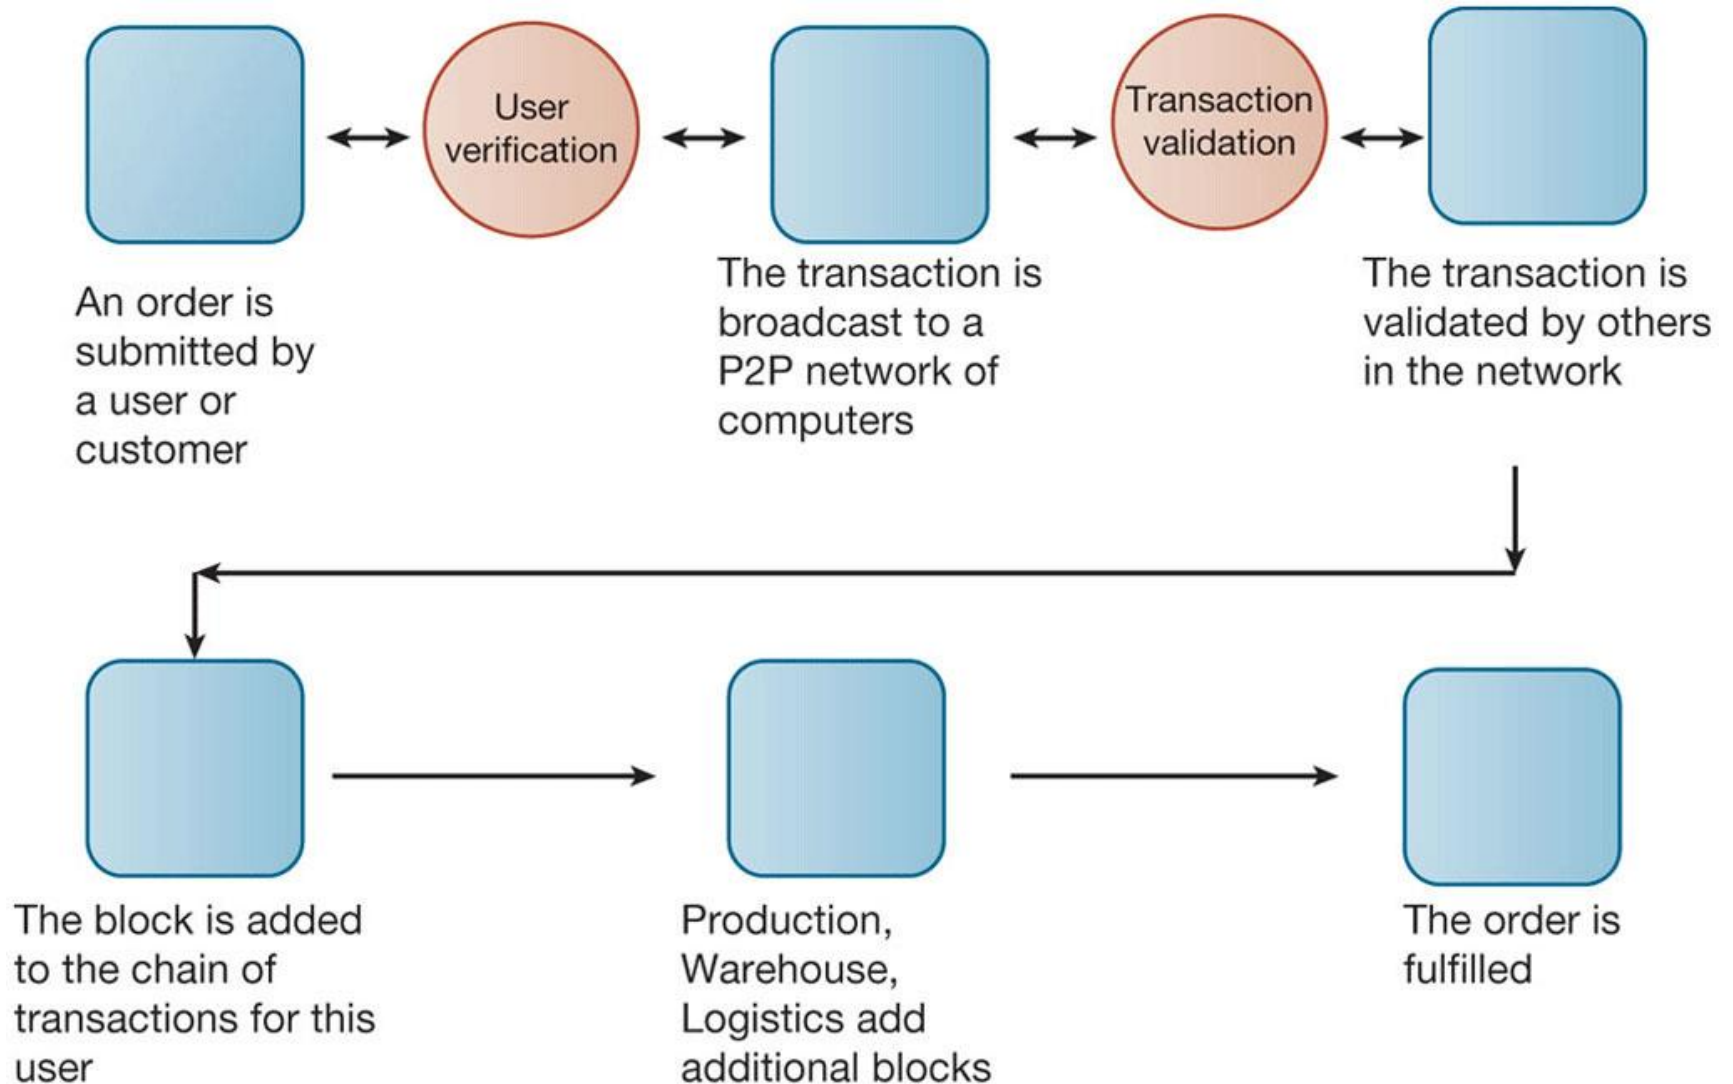 User
verification
Transaction
validation
An order is
submitted by
a user or
customer
The transaction is
broadcast to a
P2P network of
computers
The transaction is
validated by others
in the network
The block is added
to the chain of
transactions for this
user
Production,
Warehouse,
Logistics add
additional blocks
The order is
fulfilled